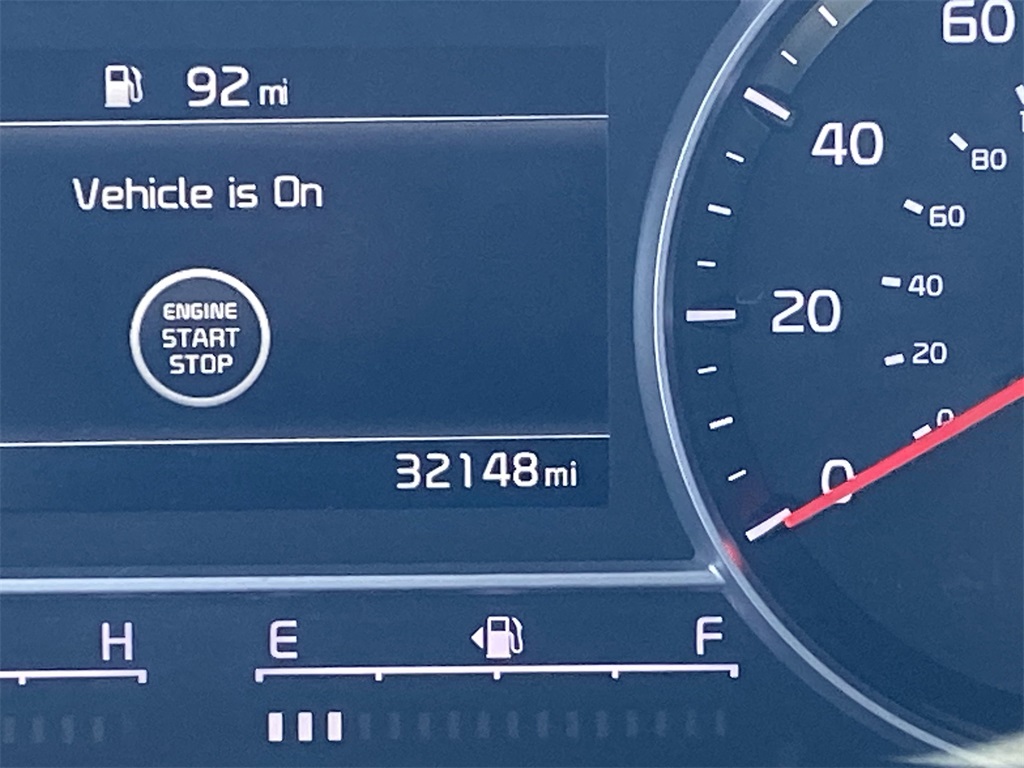 92 mi
Vehicle is On
ENGINE
START
STOP
32148 mi
H
E
F
60
40
20
0
80
60
40
20
0